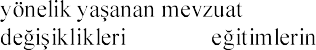 yönelik yaşanan mevzuat
değişiklikleri eğitimlerin